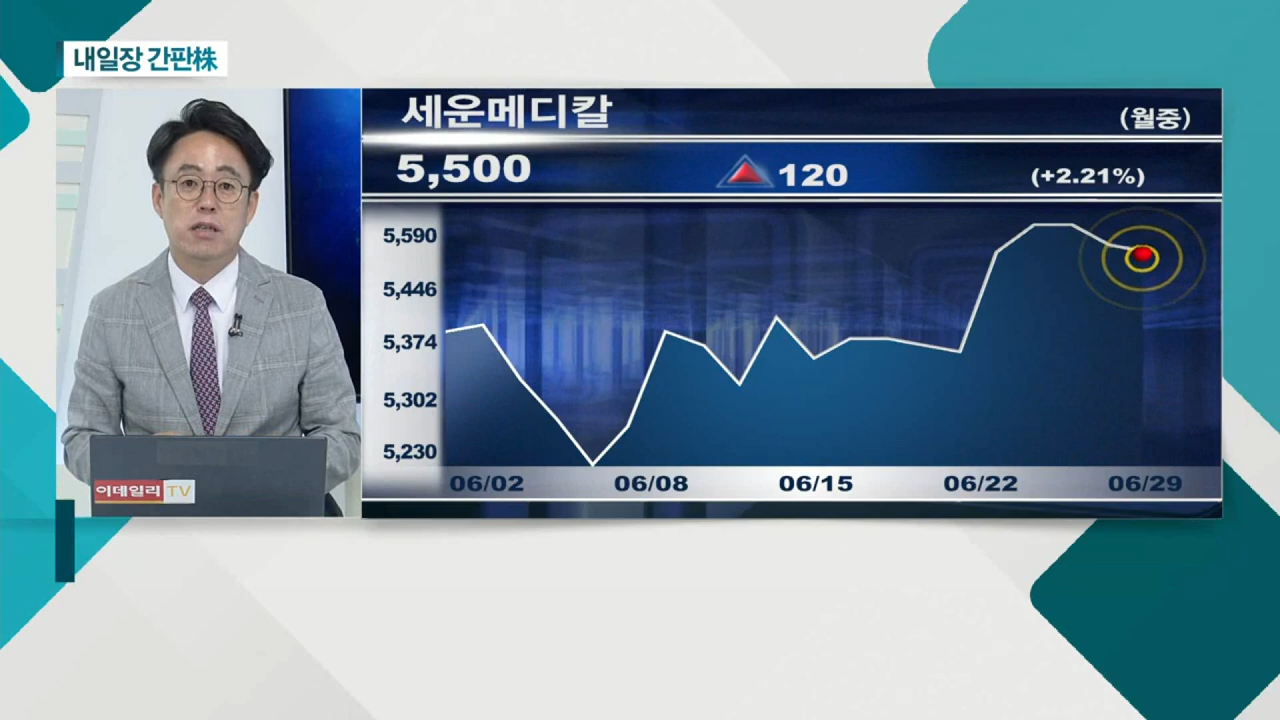 내일장 간판株
세운메디칼
(월중)
5,500 120 (+2.21%)
5,590
5,446
5,374
5,302
5,230
06/02 06/08 06/15 06/22 06/29
이데일리 TV